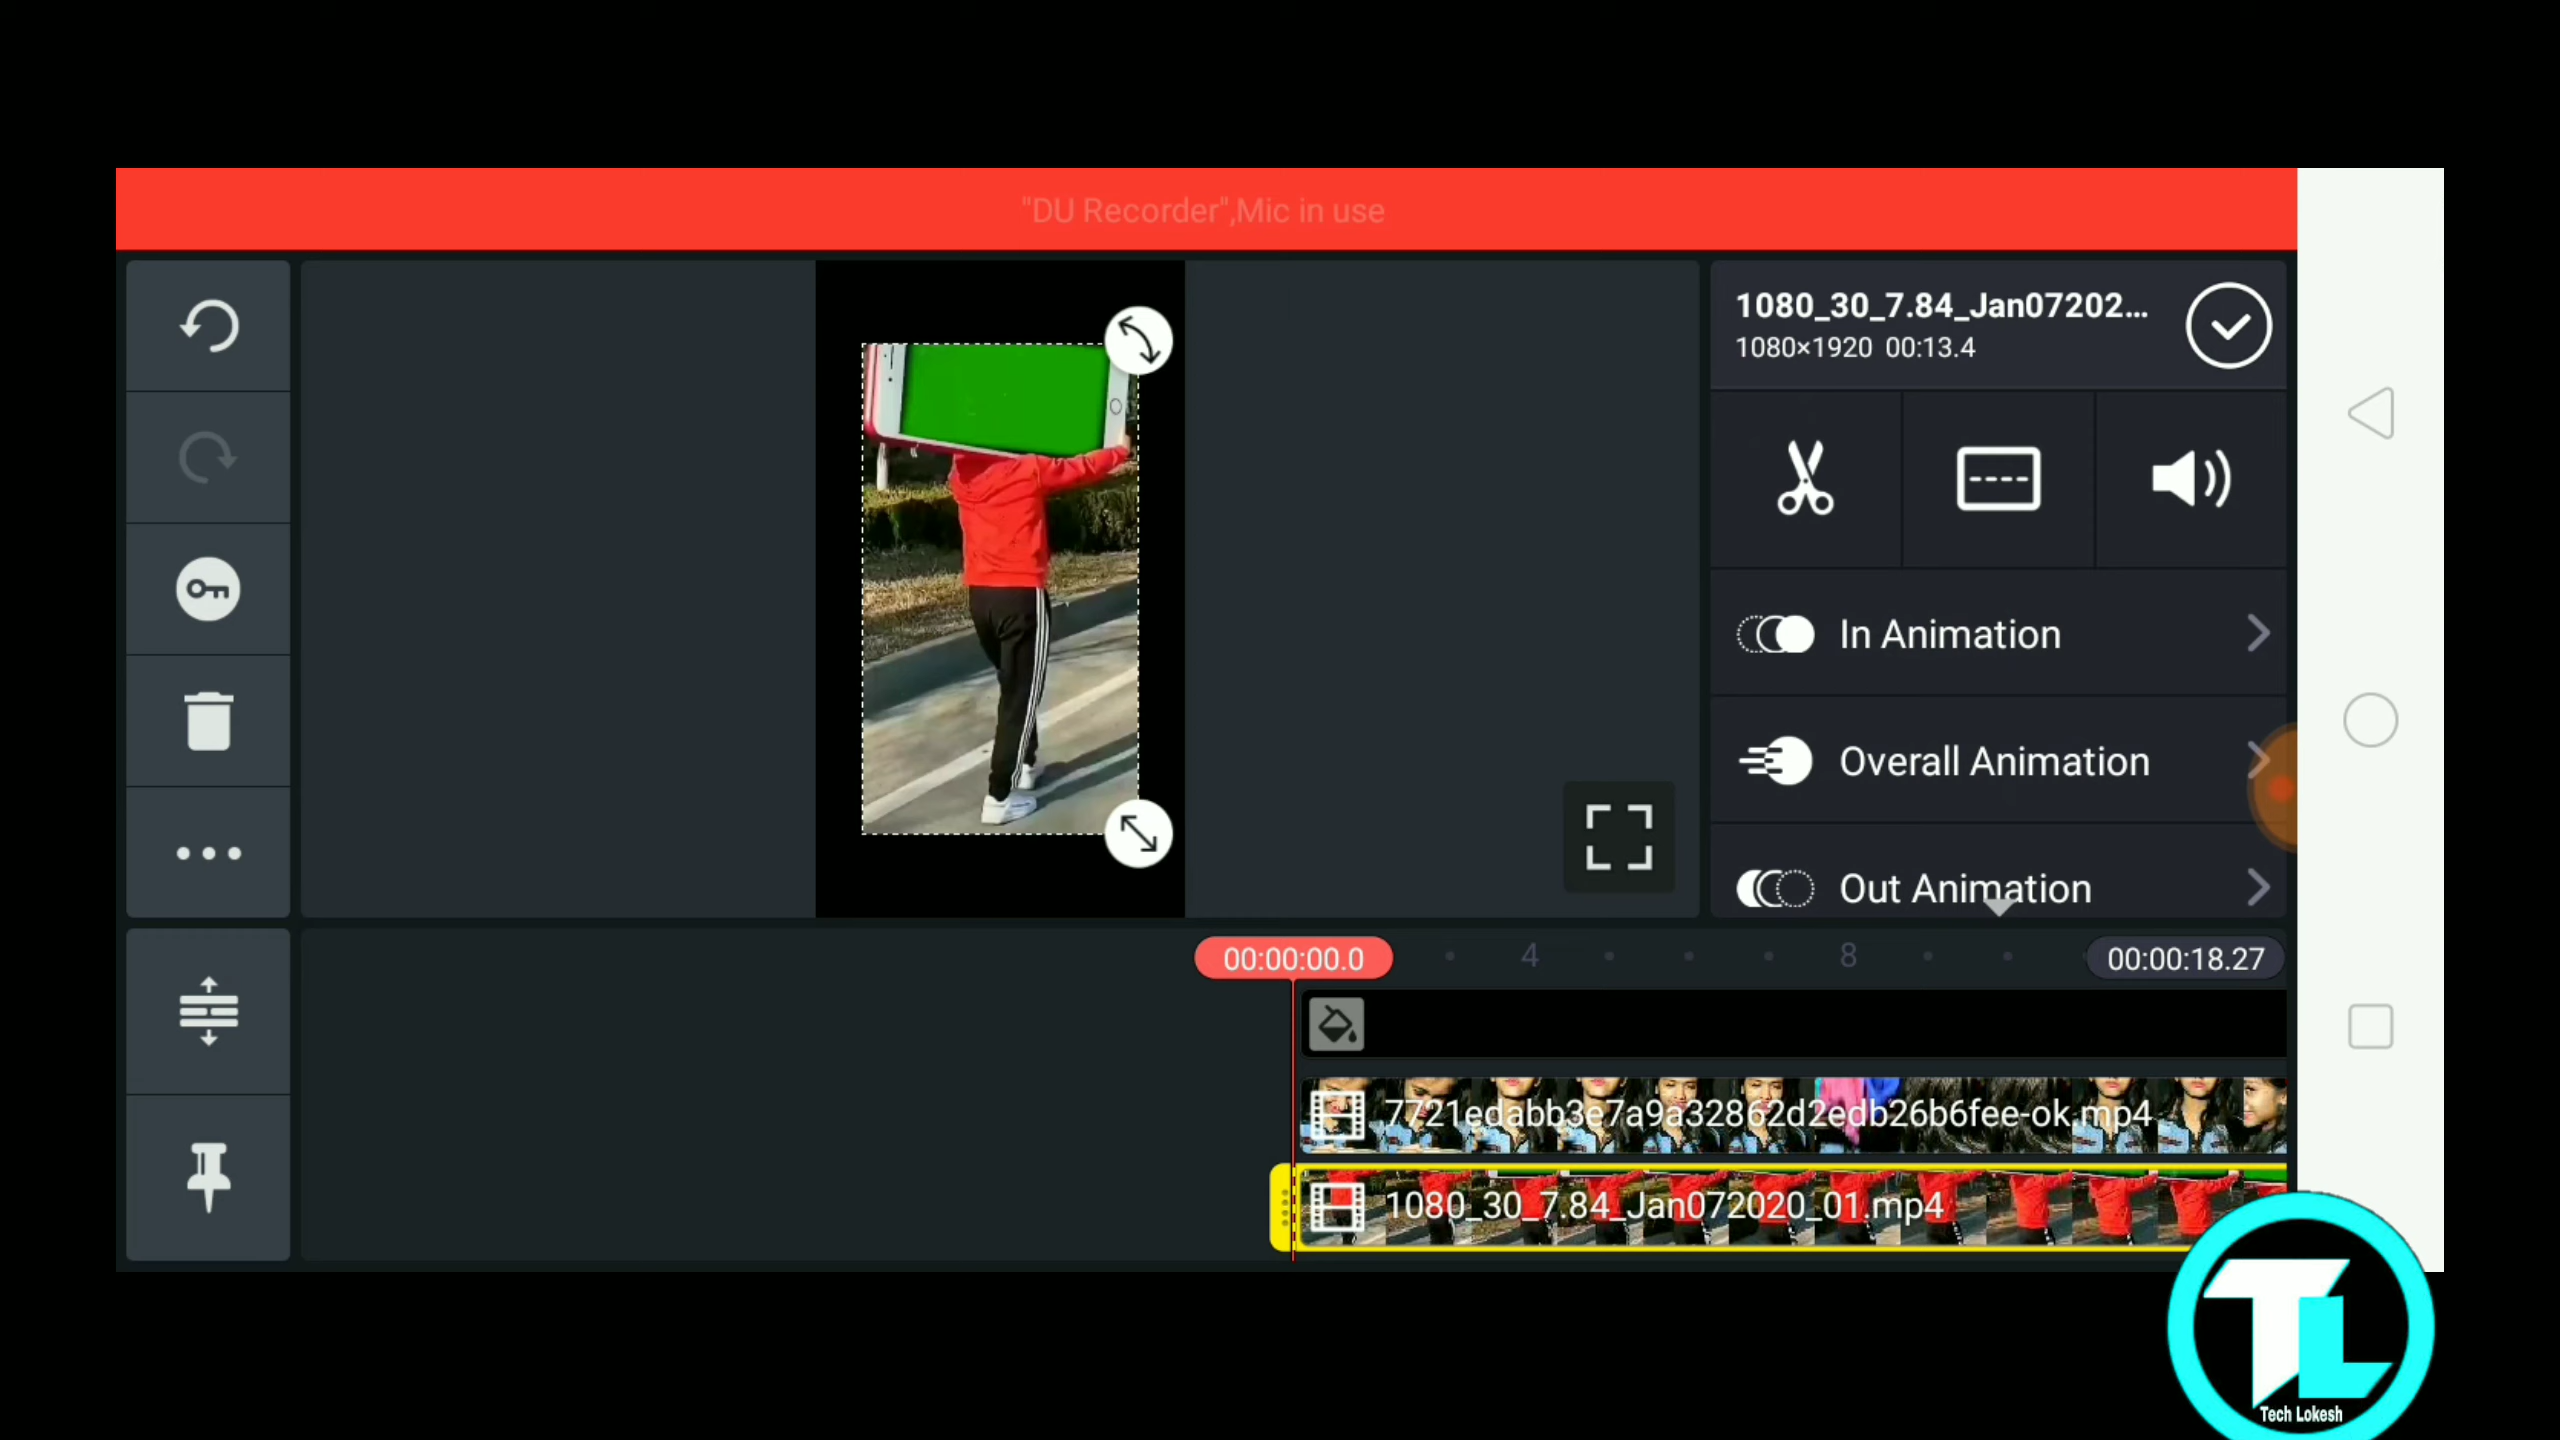 "DU Recorder",Mic in use
1080_30_7.84_Jan07202...
1080×1920 00:13.4
In Animation
Overall Animation
Out Animation
00:00:00.0
4
8
00:00:18.27
7721edabb3e7a9a32862d2edb26b6fee-ok.mp4
1080_30_7.84_Jan072020_01.mp4
TL
Tech Lokesh